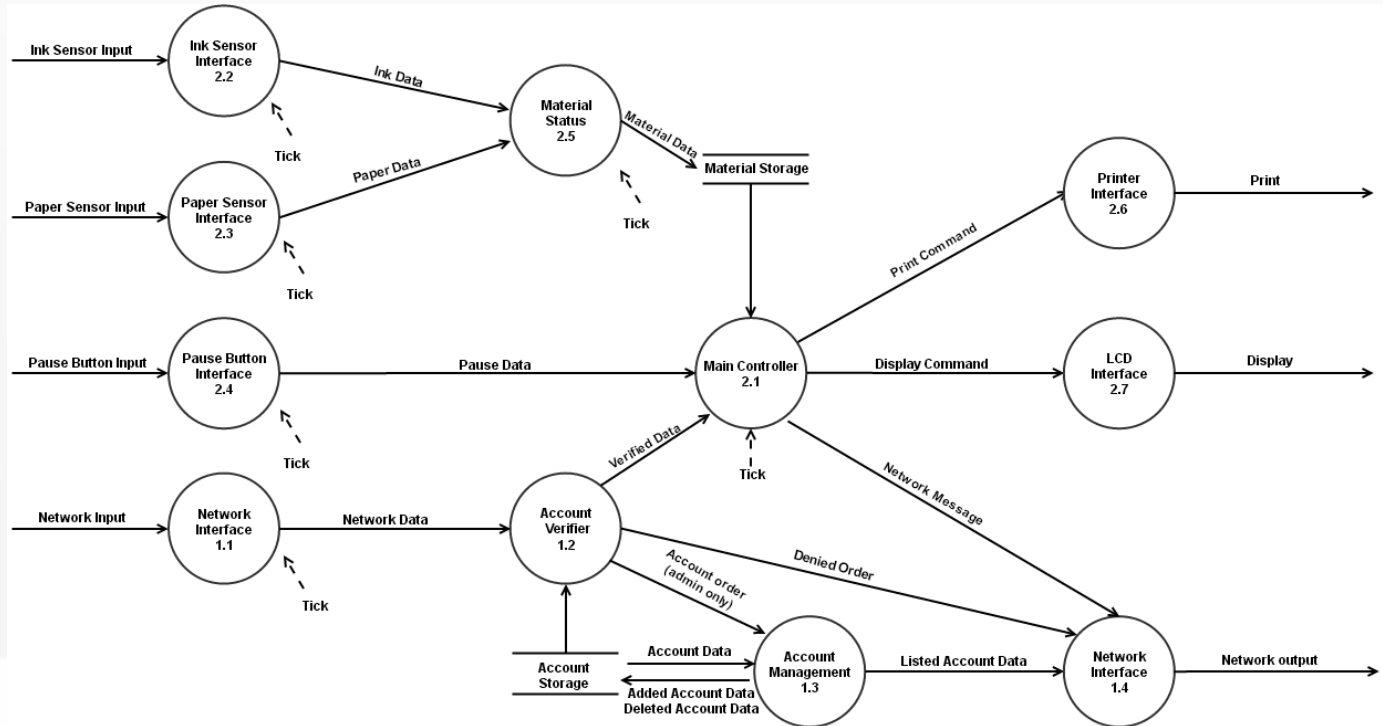 Ink Sensor Input
Ink Sensor
Interface
2.2
Ink Data
Tick
Material
Status
2.5
Material Data
Tick
Material Storage
Paper Sensor Input
Paper Sensor
Interface
2.3
Paper Data
Tick
Printer
Interface
2.6
Print
Print Command
Pause Button Input
Pause Button
Interface
2.4
Pause Data
Tick
Main Controller
2.1
Tick
Display Command
LCD
Interface
2.7
Display
Verified Data
Network Message
Network Input
Network
Interface
1.1
Network Data
Tick
Account
Verifier
1.2
Denied Order
Account order
(admin only)
Account
Storage
Account Data
Added Account Data
Deleted Account Data
Account
Management
1.3
Listed Account Data
Network
Interface
1.4
Network output